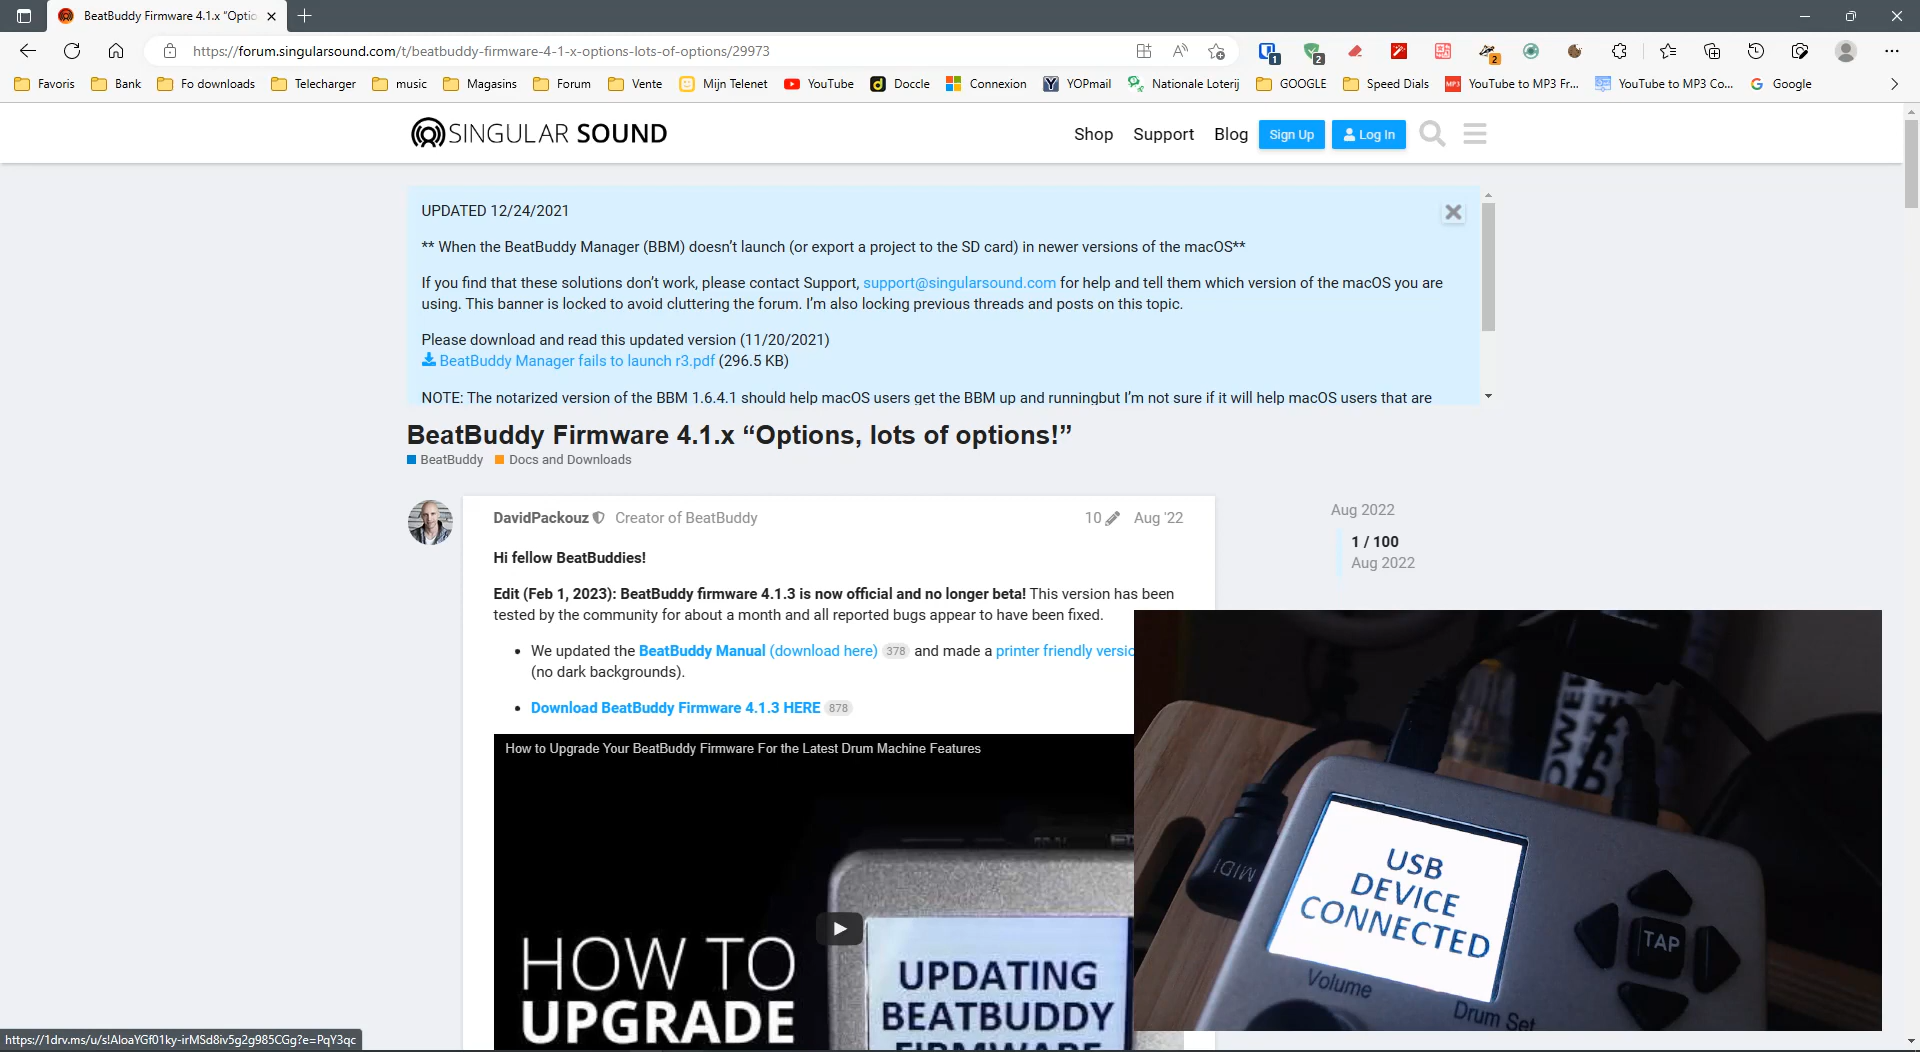 BeatBuddy Firmware 4.1.x "Optic
https://forum.singularsound.com/t/beatbuddy-firmware-4-1-x-options-lots-of-options/29973
1
2
2
Favoris Bank Fo downloads Telecharger music Magasins Forum Vente Mijn Telenet YouTube Doccle Connexion YOPmail Nationale Loterij GOOGLE Speed Dials YouTube to MP3 Fr... YouTube to MP3 Co... Google
SINGULAR SOUND
Shop Support Blog Sign Up Log In
UPDATED 12/24/2021
** When the BeatBuddy Manager (BBM) doesn't launch (or export a project to the SD card) in newer versions of the macOS**
If you find that these solutions don't work, please contact Support, support@singularsound.com for help and tell them which version of the macOS you are
using. This banner is locked to avoid cluttering the forum. I'm also locking previous threads and posts on this topic.
Please download and read this updated version (11/20/2021)
BeatBuddy Manager fails to launch r3.pdf (296.5 KB)
NOTE: The notarized version of the BBM 1.6.4.1 should help macOS users get the BBM up and runningbut I'm not sure if it will help macOS users that are
BeatBuddy Firmware 4.1.x “Options, lots of options!”
BeatBuddy Docs and Downloads
DavidPackouz Creator of BeatBuddy 10 Aug '22
Aug 2022
1 / 100
Aug 2022
Hi fellow BeatBuddies!
Edit (Feb 1, 2023): BeatBuddy firmware 4.1.3 is now official and no longer beta! This version has been
tested by the community for about a month and all reported bugs appear to have been fixed.
• We updated the BeatBuddy Manual (download here) 378 and made a printer friendly versio
(no dark backgrounds).
• Download BeatBuddy Firmware 4.1.3 HERE 878
How to Upgrade Your BeatBuddy Firmware For the Latest Drum Machine Features
HOW TO
UPGRADE
UPDATING
BEATBUDDY
FIRMWARE
MIDI
USB
DEVICE
CONNECTED
TAP
Volume
Drum Set
https://1drv.ms/u/s!AloaYGf01ky-irMSd8iv5g2g985CGg?e=PqY3qc